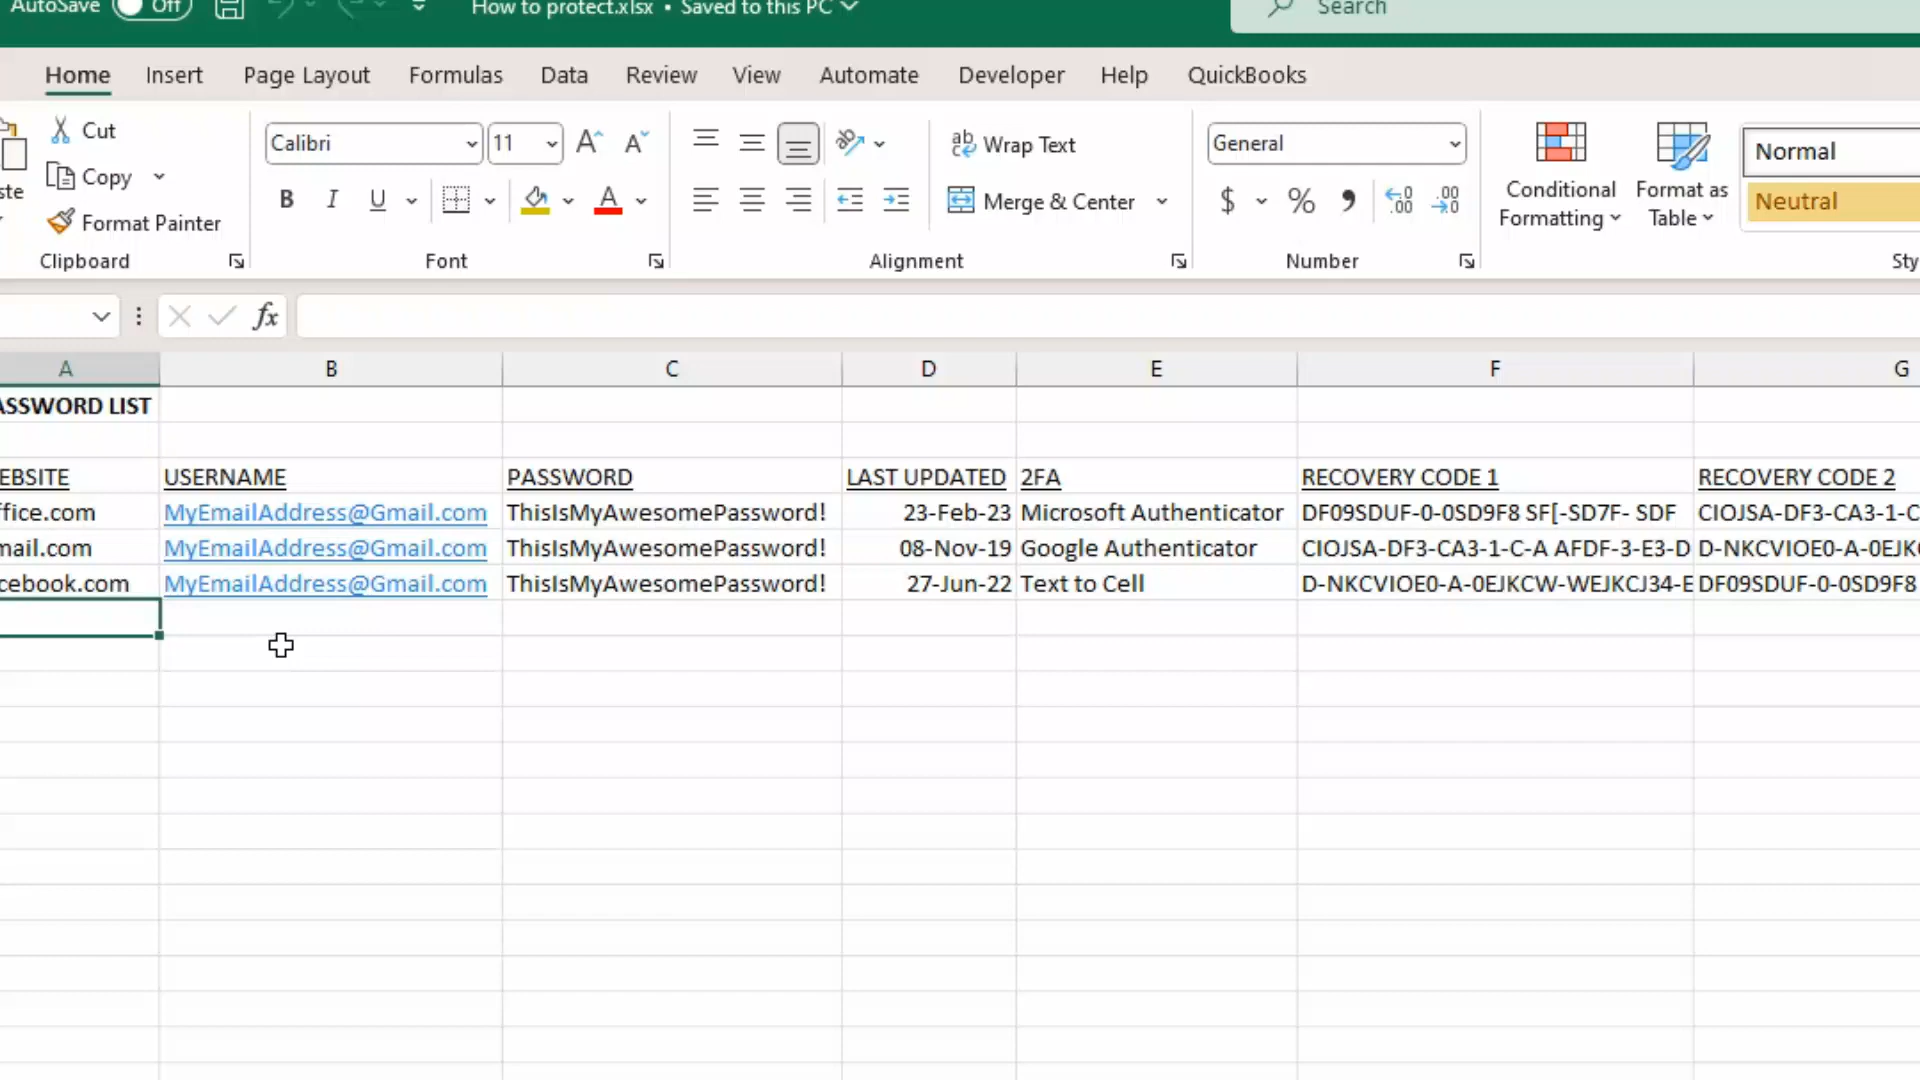 AutoSave Off How to protect.xlsx • Saved to this PC Search
Home Insert Page Layout Formulas Data Review View Automate Developer Help QuickBooks
Cut
Copy
Format Painter
Clipboard
Calibri 11
B I U A
Font
Wrap Text
Merge & Center
Alignment
General
$ % ,
Number
Conditional Formatting
Format as Table
Normal
Neutral
fx
A B C D E F G
ASSWORD LIST
EBSITE USERNAME PASSWORD LAST UPDATED 2FA RECOVERY CODE 1 RECOVERY CODE 2
ffice.com MyEmailAddress@Gmail.com ThisIsMyAwesomePassword! 23-Feb-23 Microsoft Authenticator DF09SDUF-0-0SD9F8 SF[-SD7F- SDF CIOJSA-DF3-CA3-1-C
mail.com MyEmailAddress@Gmail.com ThisIsMyAwesomePassword! 08-Nov-19 Google Authenticator CIOJSA-DF3-CA3-1-C-A AFDF-3-E3-D D-NKCVIOE0-A-0EJK
cebook.com MyEmailAddress@Gmail.com ThisIsMyAwesomePassword! 27-Jun-22 Text to Cell D-NKCVIOE0-A-0EJKCW-WEJKCJ34-E DF09SDUF-0-0SD9F8